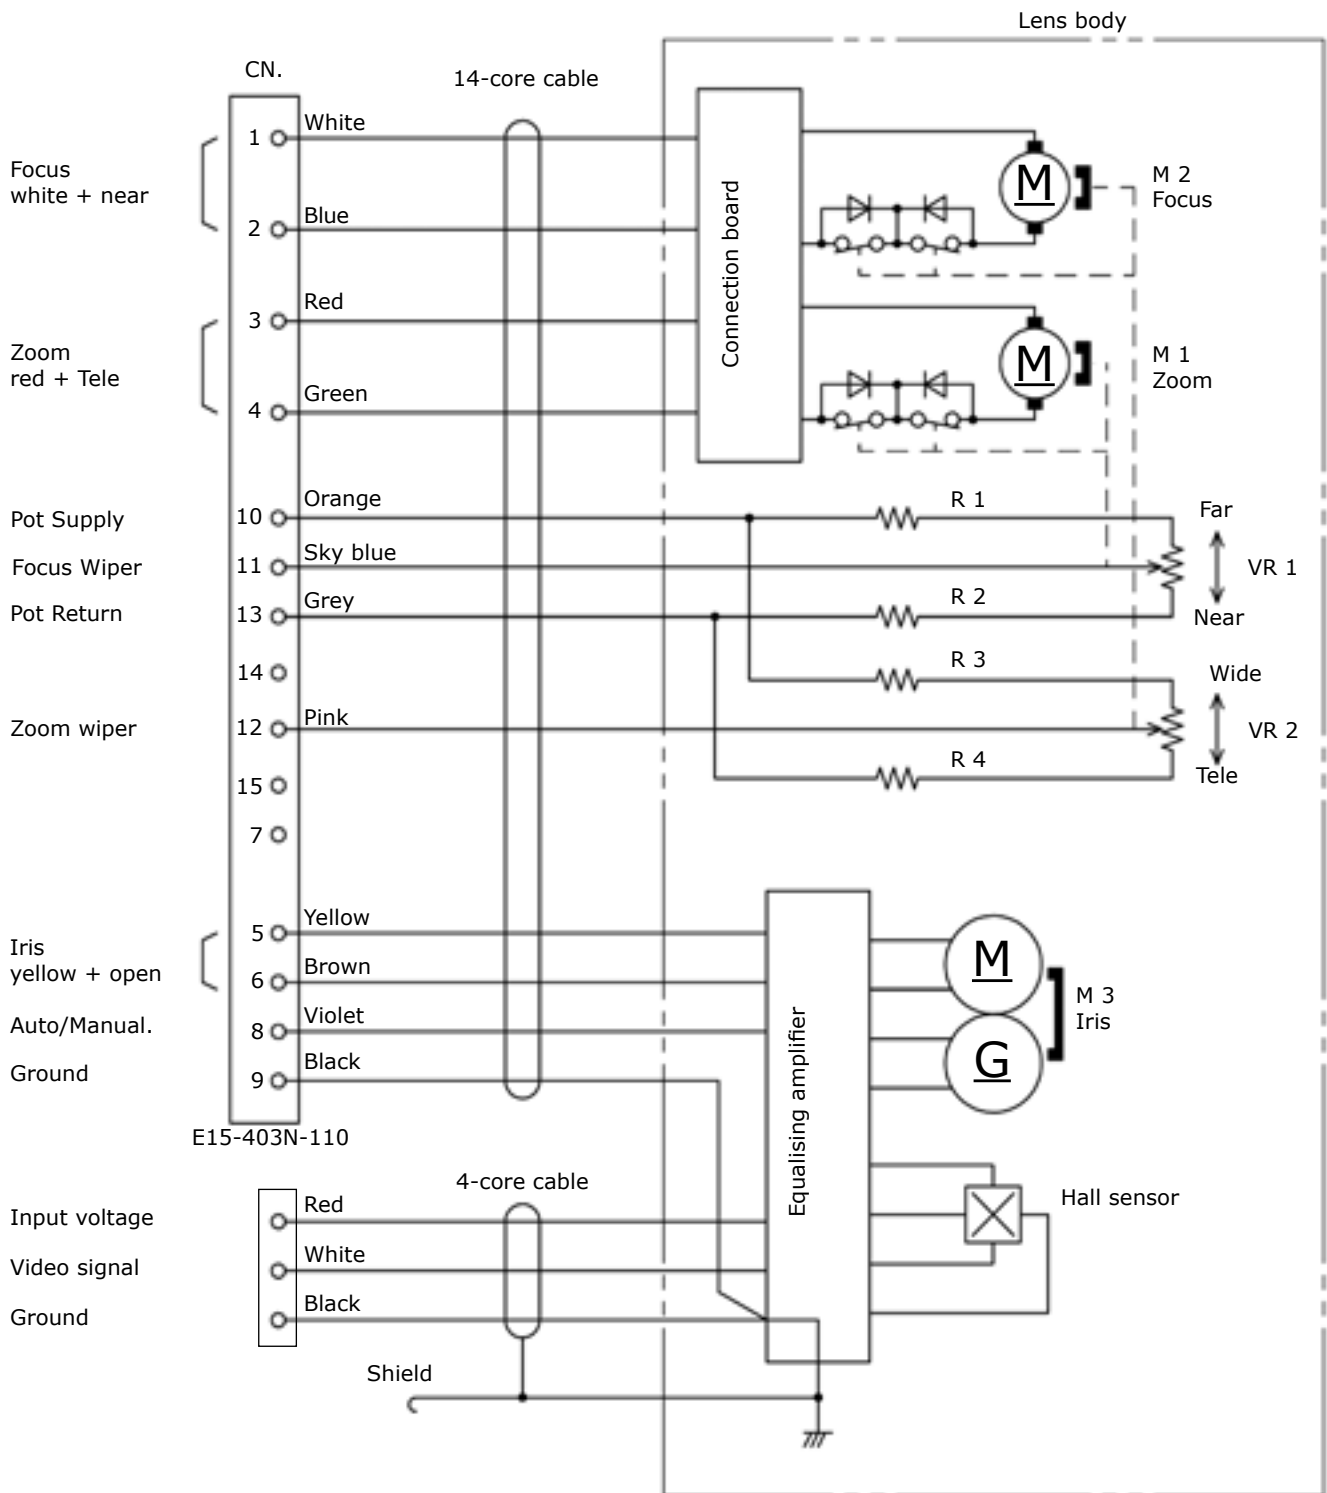 Lens body
CN.
14-core cable
1
White
Focus
white + near
2
Blue
Connection board
M
M 2
Focus
3
Red
Zoom
red + Tele
4
Green
M
M 1
Zoom
Pot Supply
10
Orange
R 1
Far
Focus Wiper
11
Sky blue
VR 1
Pot Return
13
Grey
R 2
Near
14
R 3
Wide
Zoom wiper
12
Pink
VR 2
R 4
Tele
15
7
5
Yellow
Iris
yellow + open
6
Brown
M
G
M 3
Iris
Auto/Manual.
8
Violet
Ground
9
Black
Equalising amplifier
E15-403N-110
4-core cable
Input voltage
Red
Hall sensor
Video signal
White
Ground
Black
Shield